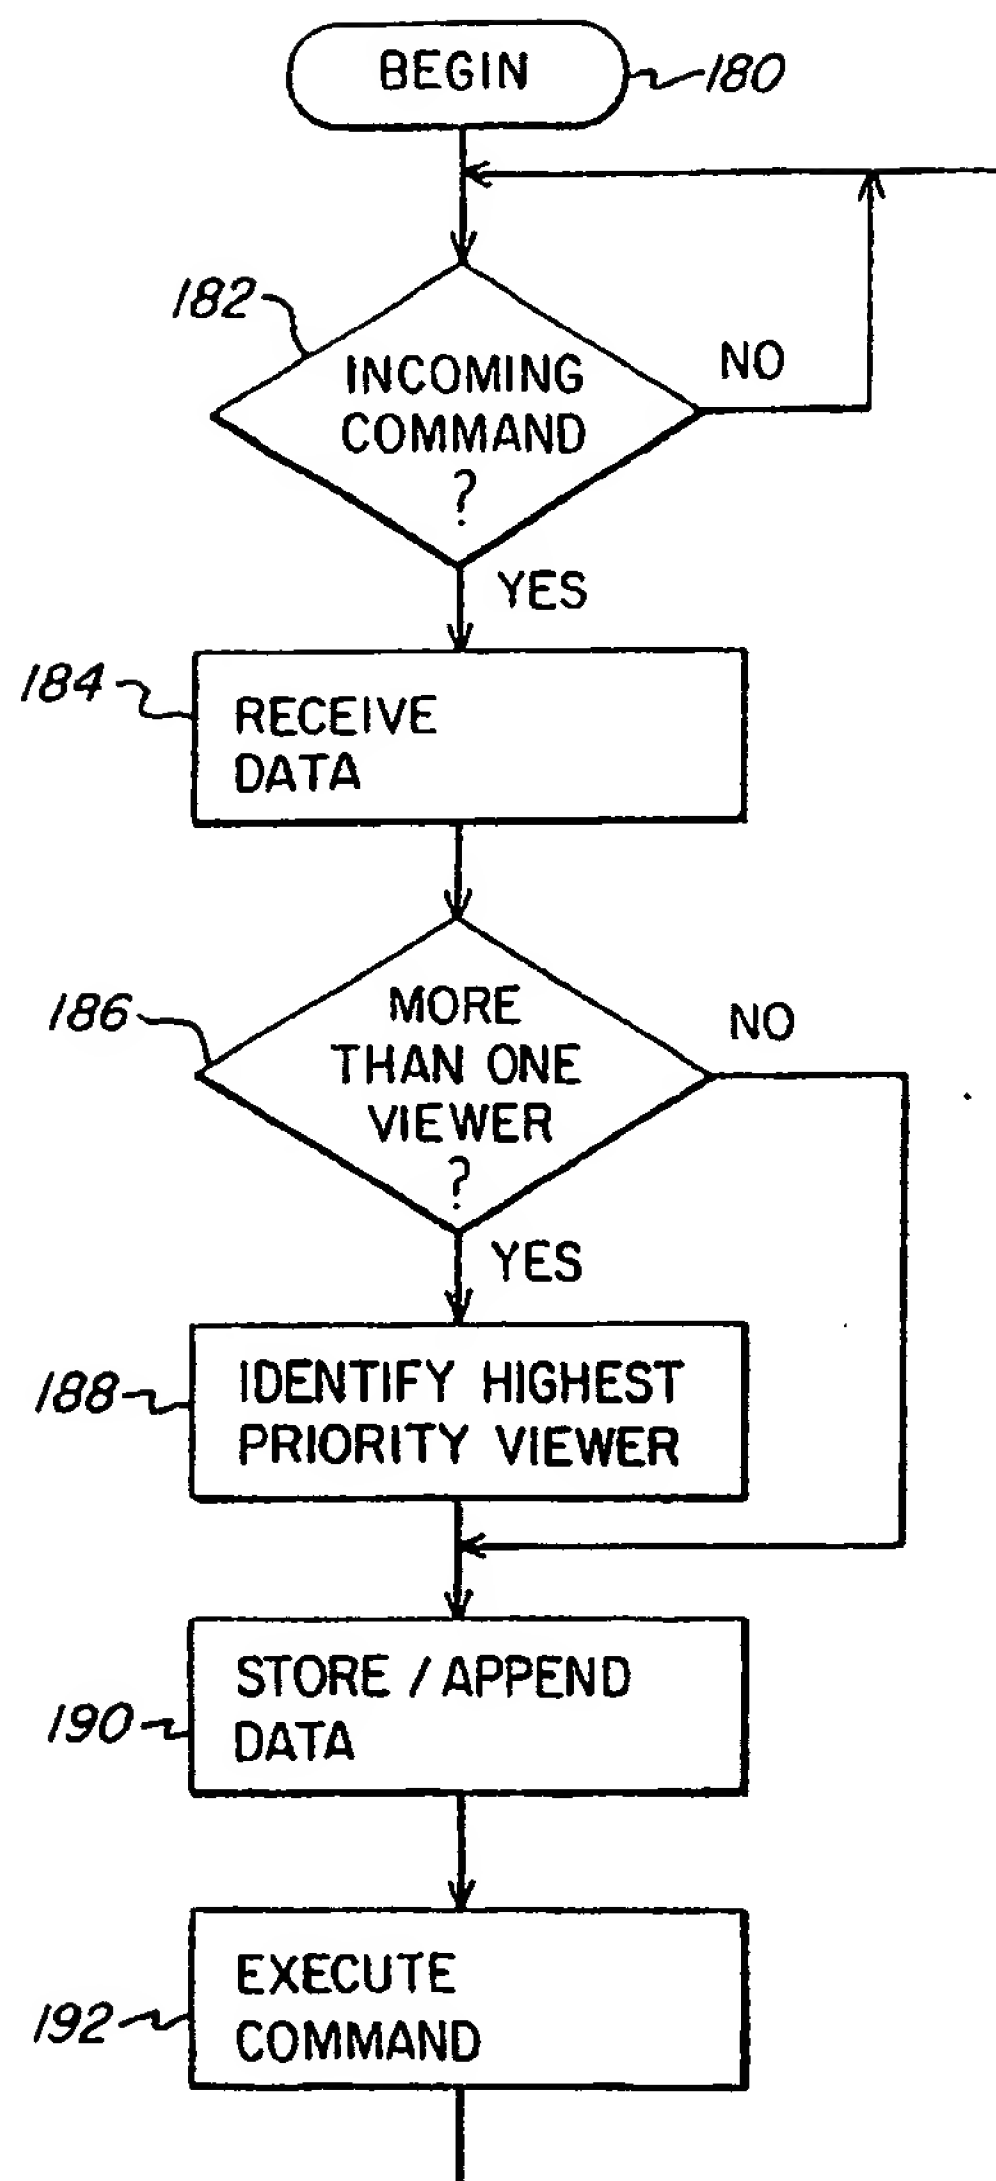 BEGIN
180
182
INCOMING
COMMAND
?
NO
YES
184
RECEIVE
DATA
186
MORE
THAN ONE
VIEWER
?
NO
YES
188
IDENTIFY HIGHEST
PRIORITY VIEWER
190
STORE / APPEND
DATA
192
EXECUTE
COMMAND